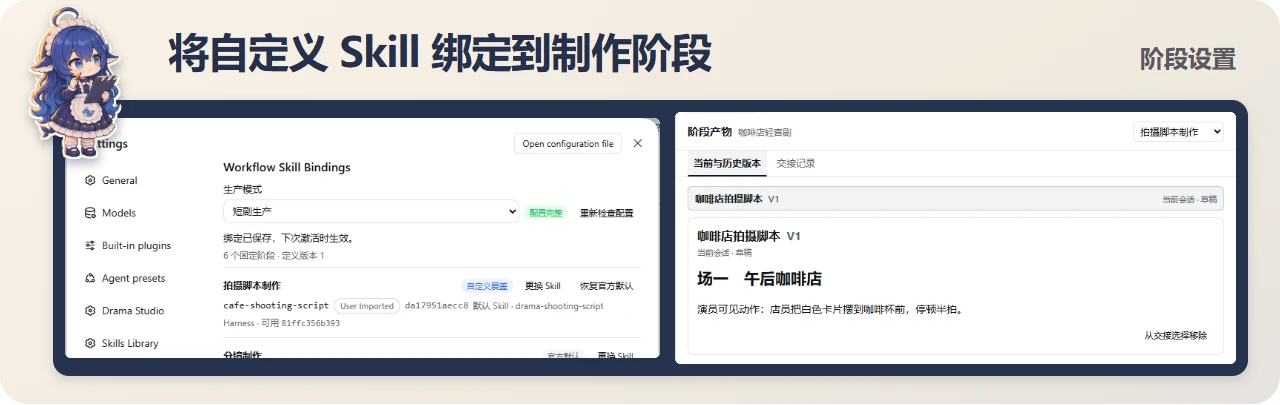 将自定义 Skill 绑定到制作阶段
阶段设置
ttings
Open configuration file
General
Models
Built-in plugins
Agent presets
Drama Studio
Skills Library
Workflow Skill Bindings
生产模式
短剧生产
配置完整
重新检查配置
绑定已保存，下次激活时生效。
6 个固定阶段 · 定义版本 1
拍摄脚本制作
自定义覆盖
更换 Skill
恢复官方默认
cafe-shooting-script User Imported da17951aecc8 默认 Skill · drama-shooting-script
Harness · 可用 81ffc356b393
分镜制作
官方默认
更换 Skill
阶段产物 咖啡店轻喜剧
拍摄脚本制作
当前与历史版本 交接记录
咖啡店拍摄脚本 V1
当前会话 · 草稿
咖啡店拍摄脚本 V1
当前会话 · 草稿
场一 午后咖啡店
演员可见动作：店员把白色卡片摆到咖啡杯前，停顿半拍。
从交接选择移除